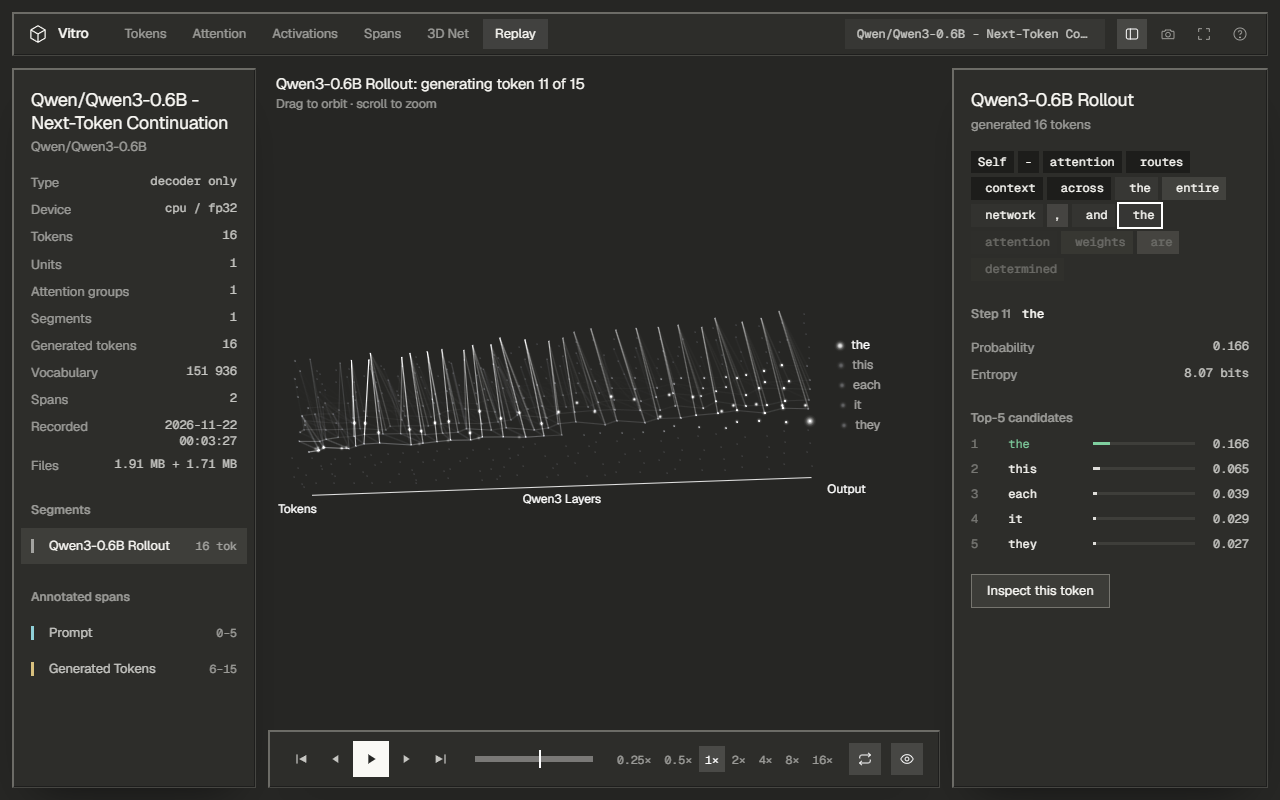 Vitro Tokens Attention Activations Spans 3D Net Replay Qwen/Qwen3-0.6B - Next-Token Co…
Qwen/Qwen3-0.6B -
Next-Token Continuation
Qwen/Qwen3-0.6B
Type decoder only
Device cpu / fp32
Tokens 16
Units 1
Attention groups 1
Segments 1
Generated tokens 16
Vocabulary 151 936
Spans 2
Recorded 2026-11-22
00:03:27
Files 1.91 MB + 1.71 MB
Segments
Qwen3-0.6B Rollout 16 tok
Annotated spans
Prompt 0-5
Generated Tokens 6-15
Qwen3-0.6B Rollout: generating token 11 of 15
Drag to orbit · scroll to zoom
the
this
each
it
they
Tokens
Qwen3 Layers
Output
0.25× 0.5× 1× 2× 4× 8× 16×
Qwen3-0.6B Rollout
generated 16 tokens
Self - attention routes
context across the entire
network , and the
attention weights are
determined
Step 11 the
Probability 0.166
Entropy 8.07 bits
Top-5 candidates
1 the 0.166
2 this 0.065
3 each 0.039
4 it 0.029
5 they 0.027
Inspect this token